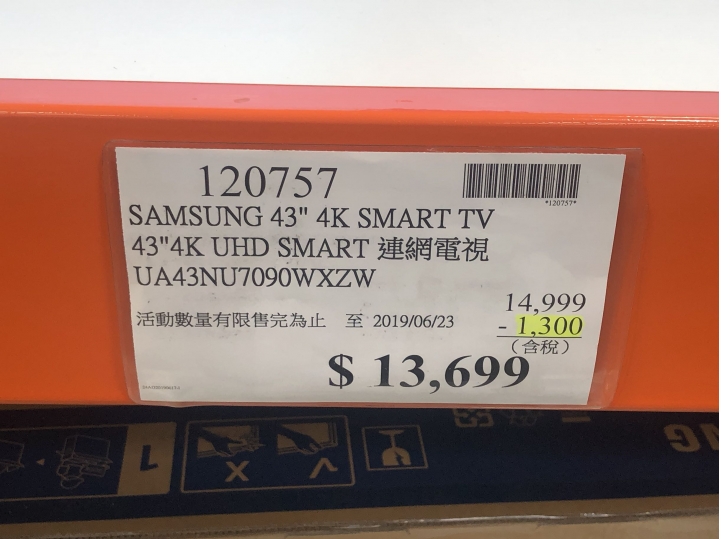 120757
*120757*
SAMSUNG 43" 4K SMART TV
43"4K UHD SMART 連網電視
UA43NU7090WXZW
14,999
活動數量有限售完為止 至 2019/06/23
- 1,300
(含稅)
$ 13,699
1
X
V